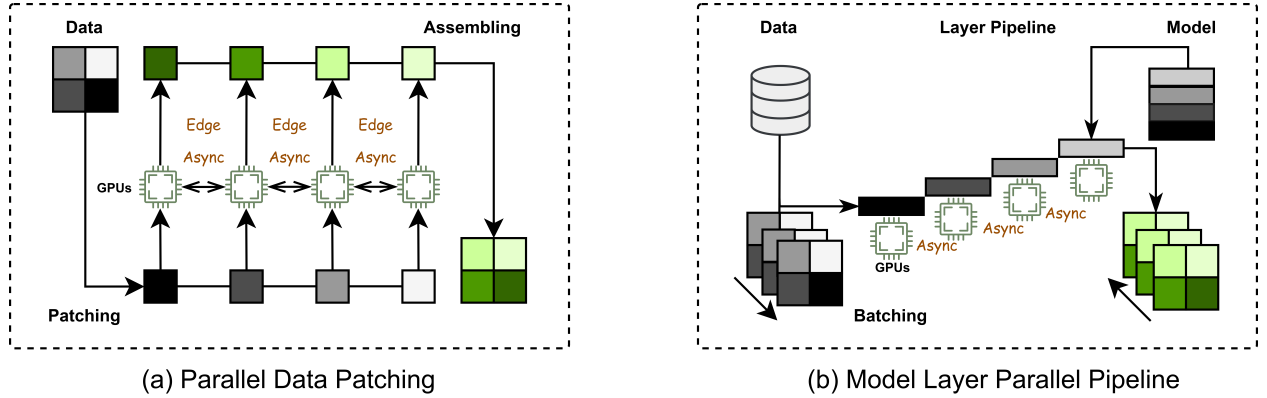 Data
Assembling
Edge
Async
Edge
Async
Edge
Async
GPUs
Patching
(a) Parallel Data Patching
Data
Layer Pipeline
Model
Async
Async
Async
GPUs
Batching
(b) Model Layer Parallel Pipeline